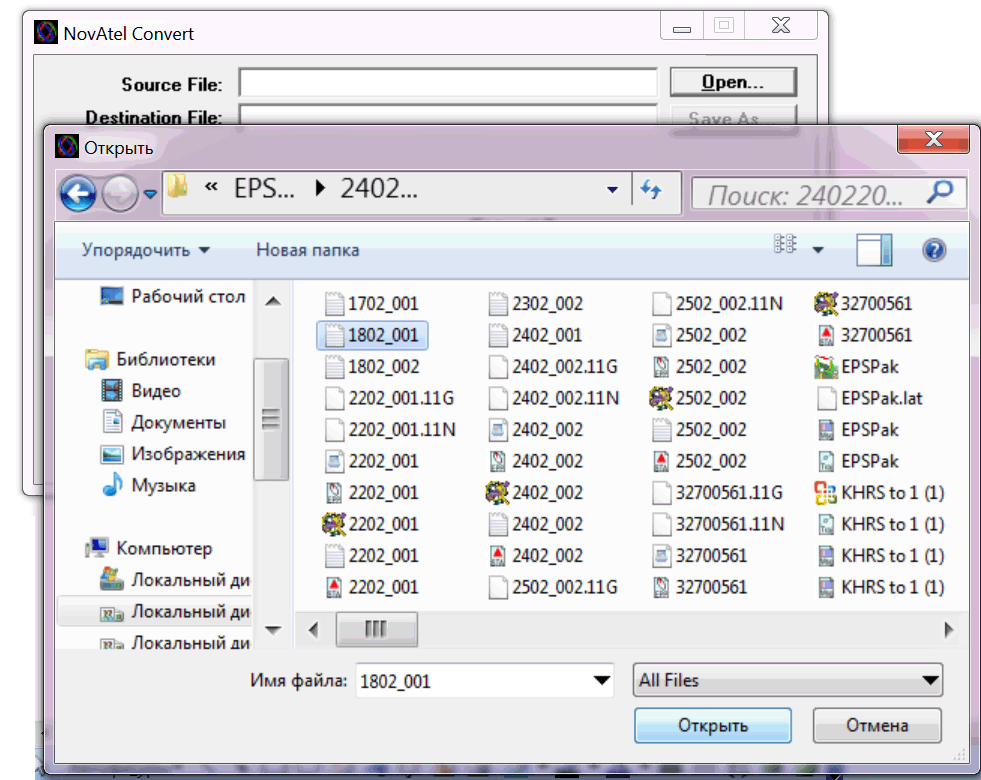 NovAtel Convert
Source File:
Open...
Destination File:
Save As...
Открыть
« EPS... 2402...
Поиск: 240220...
Упорядочить
Новая папка
Рабочий стол
Библиотеки
Видео
Документы
Изображения
Музыка
Компьютер
Локальный ди
Локальный ди
Локальный ди
1702_001
1802_001
1802_002
2202_001.11G
2202_001.11N
2202_001
2202_001
2202_001
2202_001
2202_001
2302_002
2402_001
2402_002.11G
2402_002.11N
2402_002
2402_002
2402_002
2402_002
2402_002
2502_002.11G
2502_002.11N
2502_002
2502_002
2502_002
2502_002
2502_002
32700561.11G
32700561.11N
32700561
32700561
32700561
32700561
EPSPak
EPSPak.lat
EPSPak
EPSPak
KHRS to 1 (1)
KHRS to 1 (1)
KHRS to 1 (1)
KHRS to 1 (1)
Имя файла:
1802_001
All Files
Открыть
Отмена